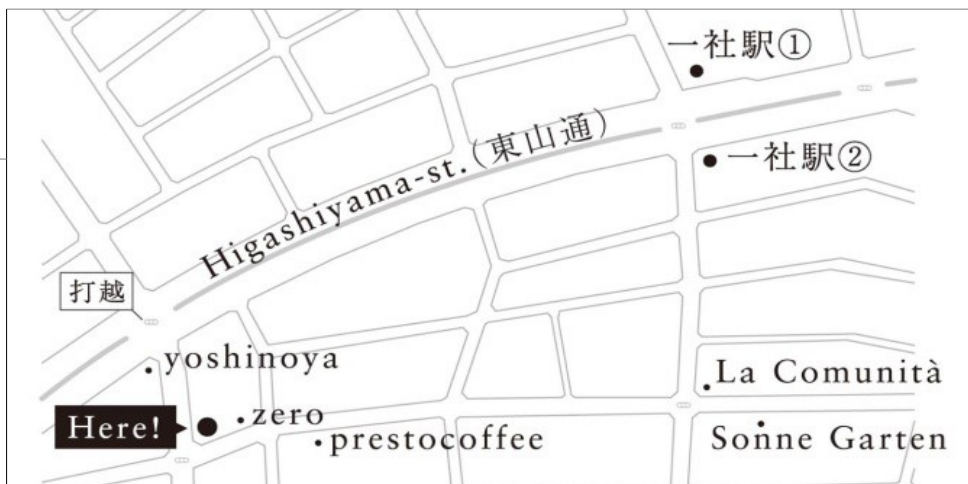 一社駅①
Higashiyama-st.(東山通)
一社駅②
打越
yoshinoya
La Comunità
Here!
zero
prestocoffee
Sonne Garten